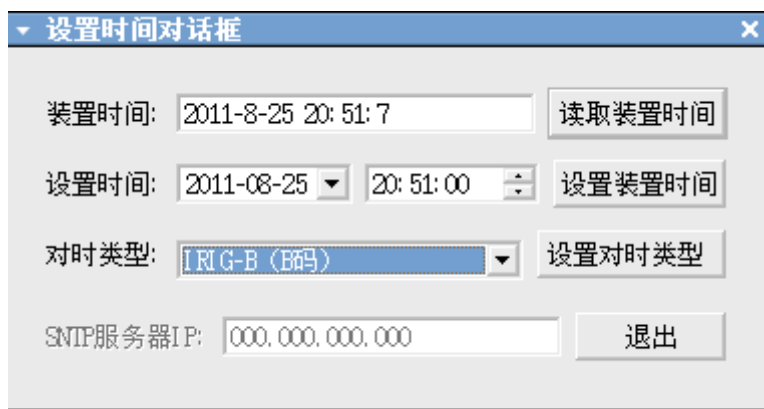 设置时间对话框
装置时间: 2011-8-25 20:51:7 读取装置时间
设置时间: 2011-08-25 20:51:00 设置装置时间
对时类型: IRIG-B (B码) 设置对时类型
SNTP服务器IP: 000.000.000.000 退出